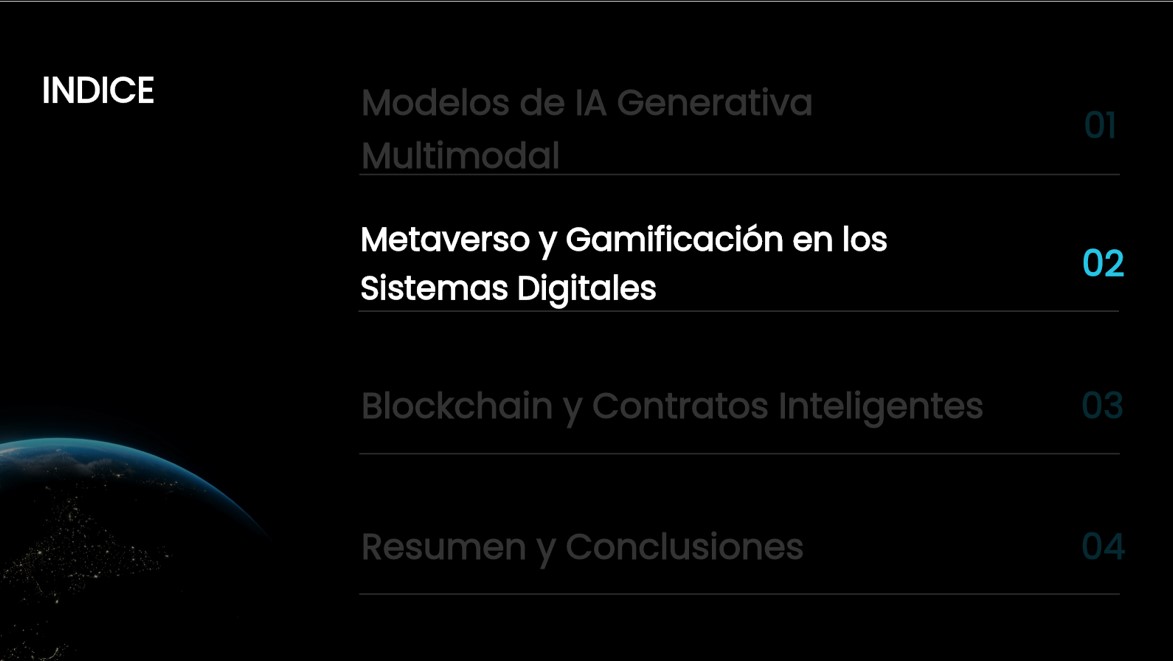 INDICE
Modelos de IA Generativa
Multimodal
01
Metaverso y Gamificación en los
Sistemas Digitales
02
Blockchain y Contratos Inteligentes
03
Resumen y Conclusiones
04